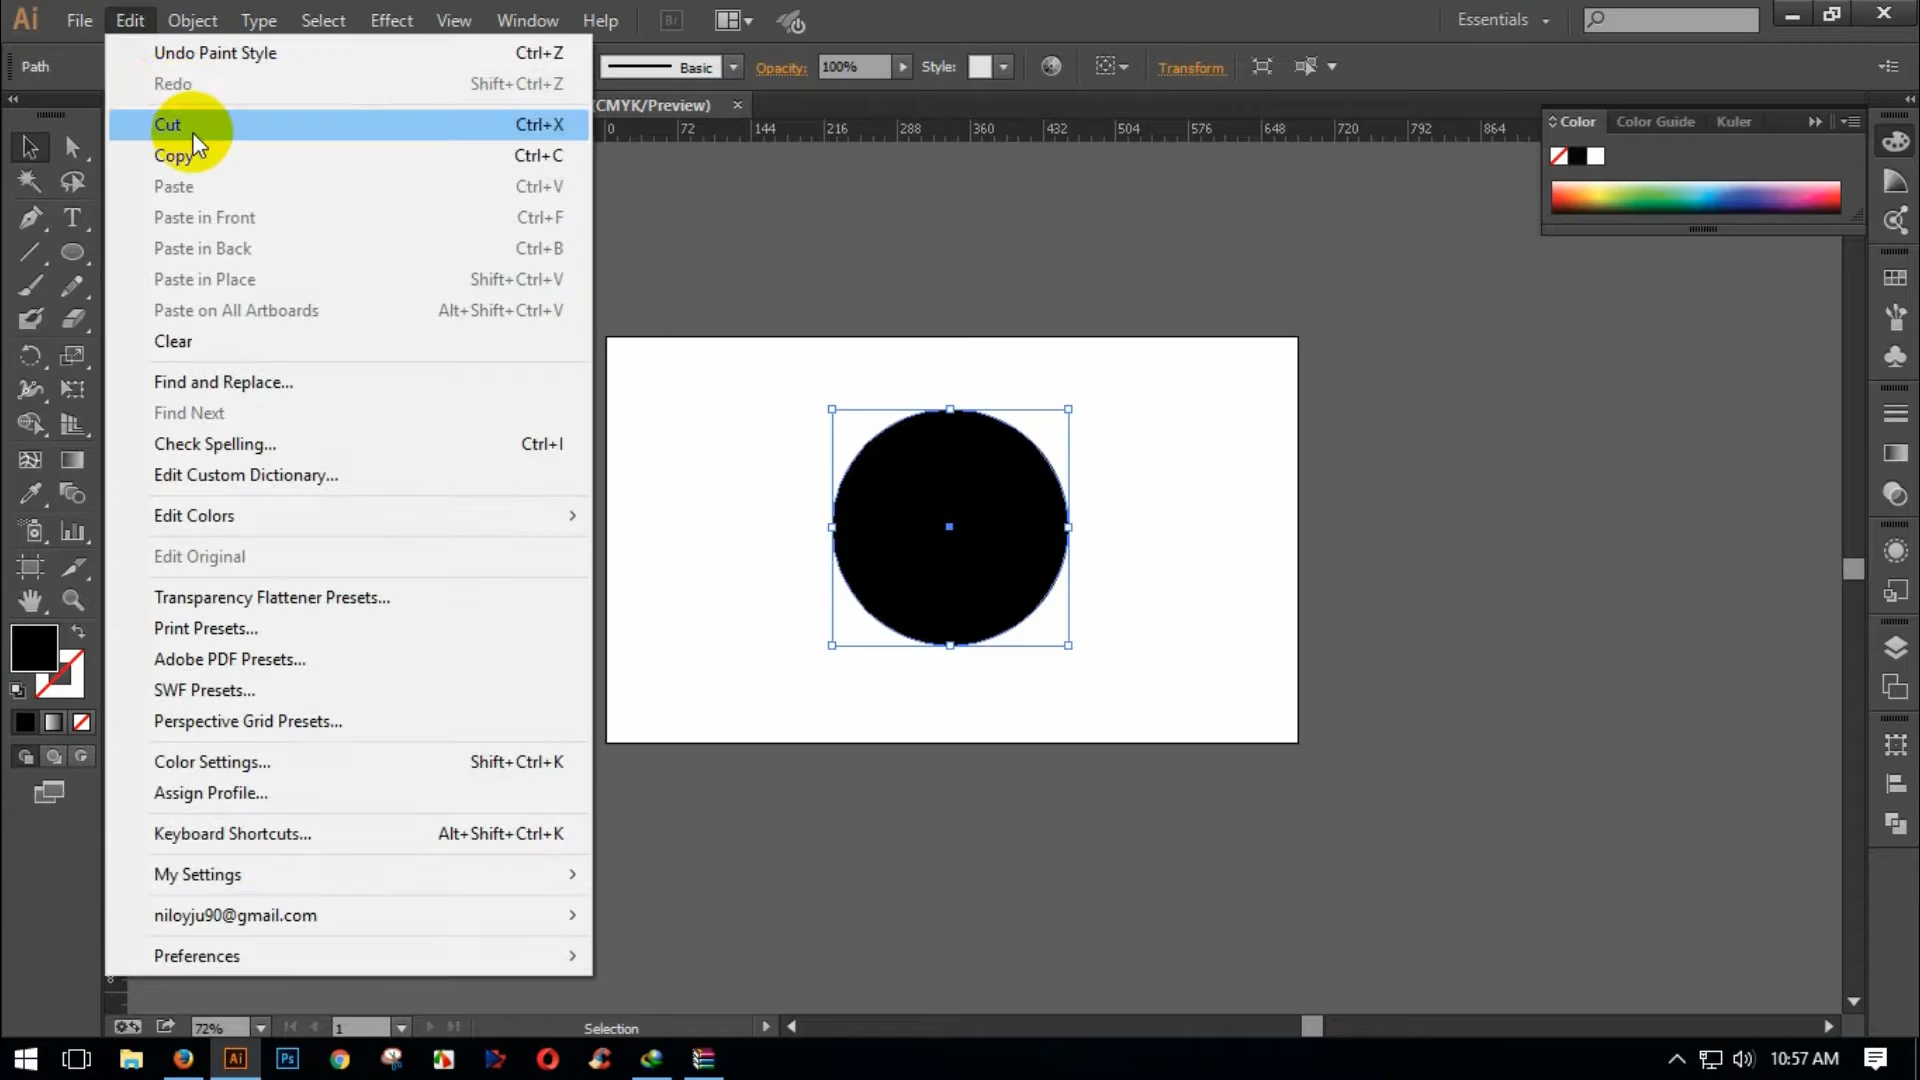 Ai File Edit Object Type Select Effect View Window Help Br Essentials
Path Basic Opacity: 100% Style: Transform
(CMYK/Preview)
0 72 144 216 288 360 432 504 576 648 720 792 864
Undo Paint Style Ctrl+Z
Redo Shift+Ctrl+Z
Cut Ctrl+X
Copy Ctrl+C
Paste Ctrl+V
Paste in Front Ctrl+F
Paste in Back Ctrl+B
Paste in Place Shift+Ctrl+V
Paste on All Artboards Alt+Shift+Ctrl+V
Clear
Find and Replace...
Find Next
Check Spelling... Ctrl+I
Edit Custom Dictionary...
Edit Colors
Edit Original
Transparency Flattener Presets...
Print Presets...
Adobe PDF Presets...
SWF Presets...
Perspective Grid Presets...
Color Settings... Shift+Ctrl+K
Assign Profile...
Keyboard Shortcuts... Alt+Shift+Ctrl+K
My Settings
niloyju90@gmail.com
Preferences
Color Color Guide Kuler
72% 1 Selection
Ai Ps 10:57 AM